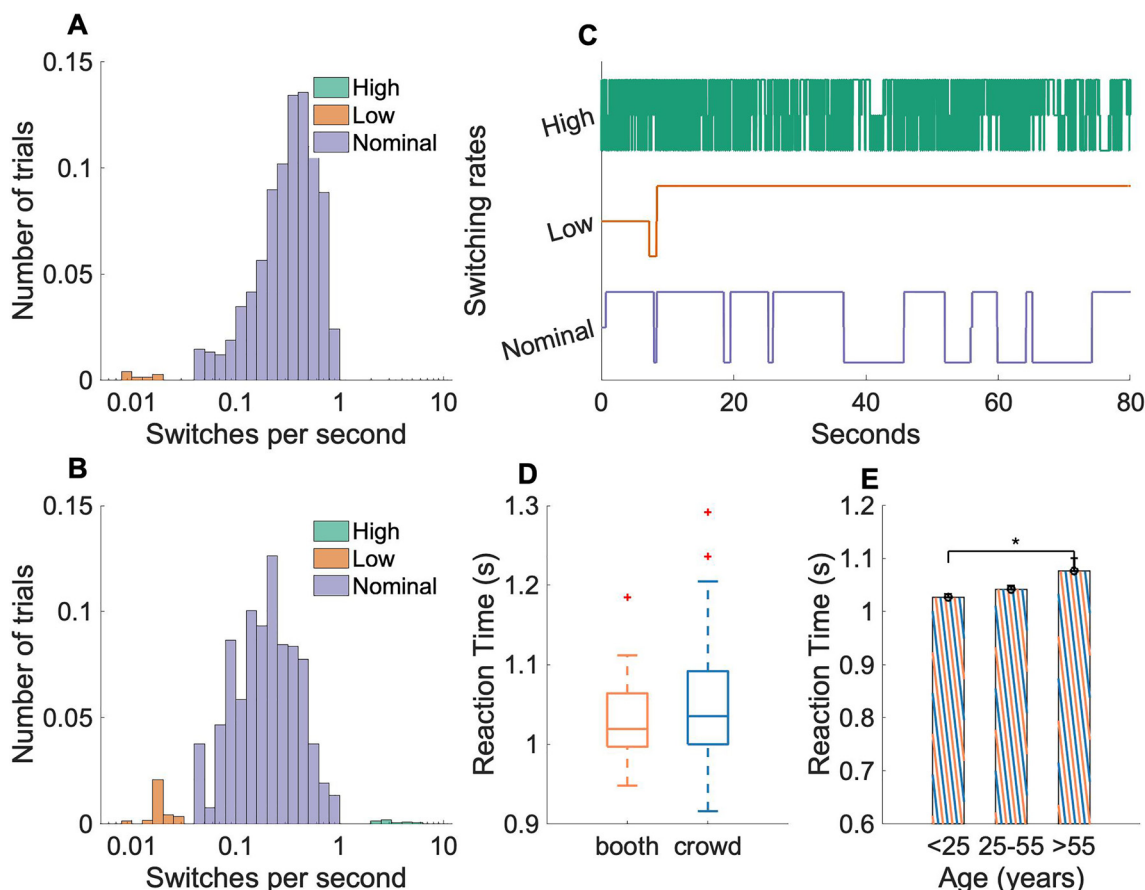 A
Number of trials
0.15
0.1
0.05
0
High
Low
Nominal
0.01
0.1
1
10
Switches per second
B
Number of trials
0.15
0.1
0.05
0
High
Low
Nominal
0.01
0.1
1
10
Switches per second
C
Switching rates
High
Low
Nominal
0
20
40
60
80
Seconds
D
Reaction Time (s)
1.3
1.2
1.1
1
0.9
booth
crowd
E
Reaction Time (s)
1.2
1.1
1
0.9
0.8
0.7
0.6
*
<25
25-55
>55
Age (years)